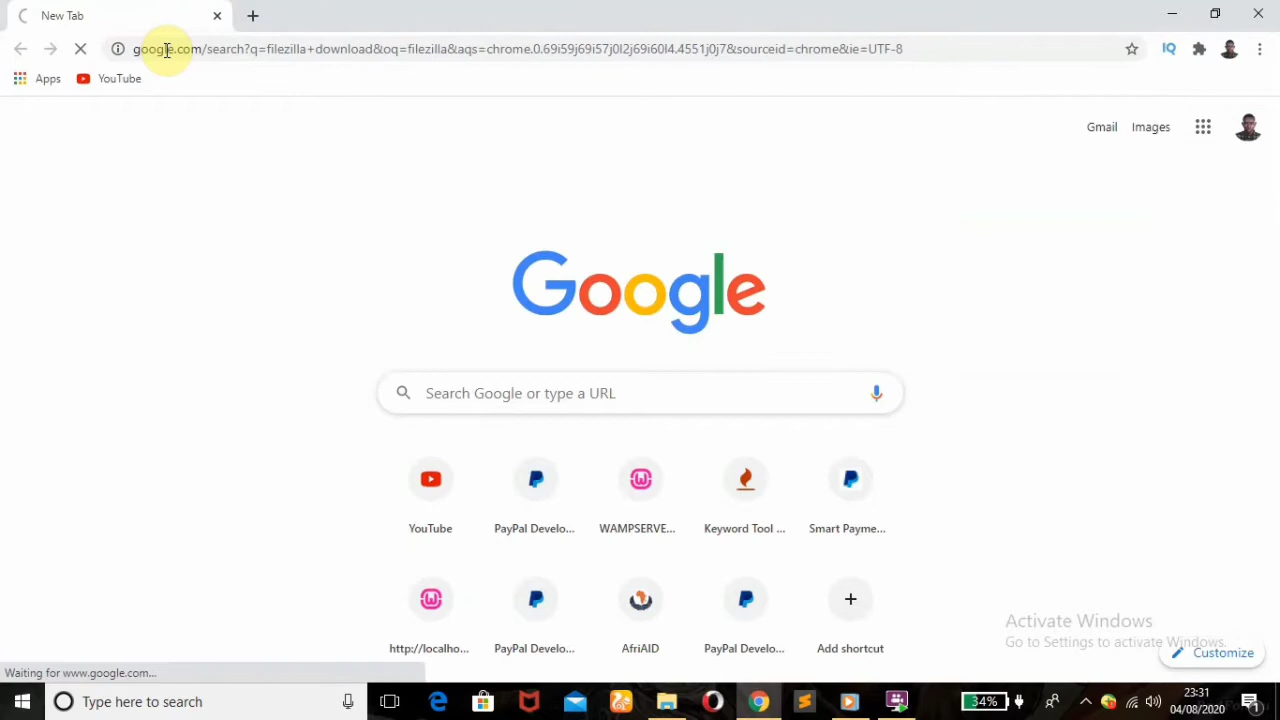 New Tab
google.com/search?q=filezilla+download&oq=filezilla&aqs=chrome.0.69i59j69i57j0l2j69i60l4.4551j0j7&sourceid=chrome&ie=UTF-8
IQ
Apps YouTube
Gmail Images
Google
Search Google or type a URL
YouTube PayPal Develo... WAMPSERVE... Keyword Tool ... Smart Payme...
http://localho... PayPal Develo... AfriAID PayPal Develo... Add shortcut
Activate Windows
Go to Settings to activate Windows.
Customize
Waiting for www.google.com...
Type here to search
34%
23:31
04/08/2020